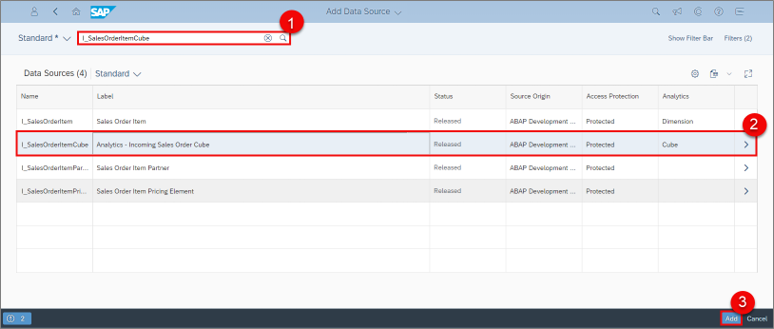 SAP
Add Data Source
1
Standard *
I_SalesOrderItemCube
Show Filter Bar
Filters (2)
Data Sources (4)
Standard
Name Label Status Source Origin Access Protection Analytics
I_SalesOrderItem Sales Order Item Released ABAP Development ... Protected Dimension
2
I_SalesOrderItemCube Analytics - Incoming Sales Order Cube Released ABAP Development ... Protected Cube
I_SalesOrderItemPar... Sales Order Item Partner Released ABAP Development ... Protected
I_SalesOrderItemPri... Sales Order Item Pricing Element Released ABAP Development ... Protected
3
2
Add
Cancel